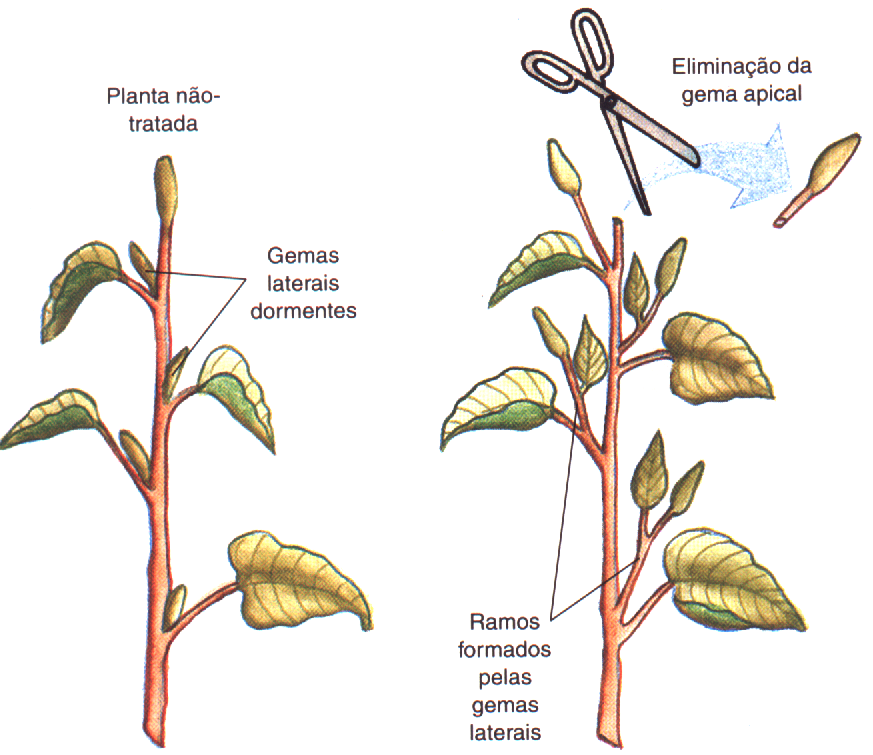 Planta não-
tratada
Gemas
laterais
dormentes
Eliminação da
gema apical
Ramos
formados
pelas
gemas
laterais